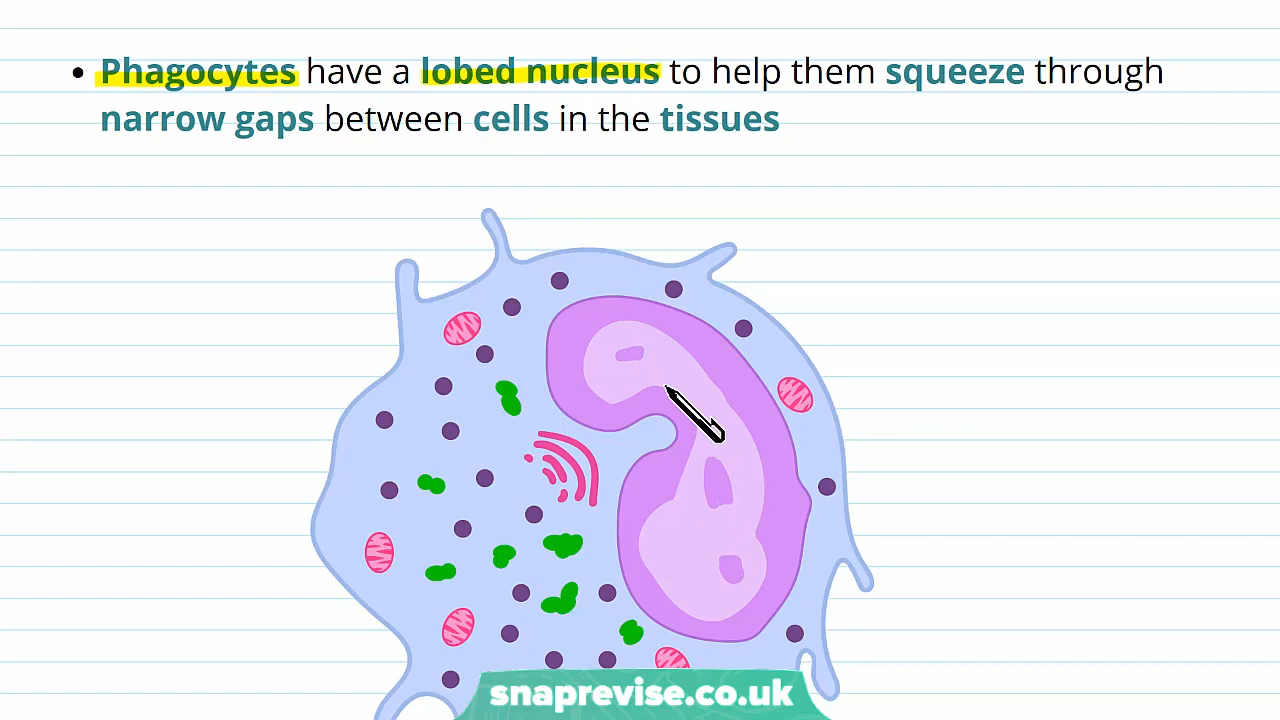 • Phagocytes have a lobed nucleus to help them squeeze through
narrow gaps between cells in the tissues
snaprevise.co.uk